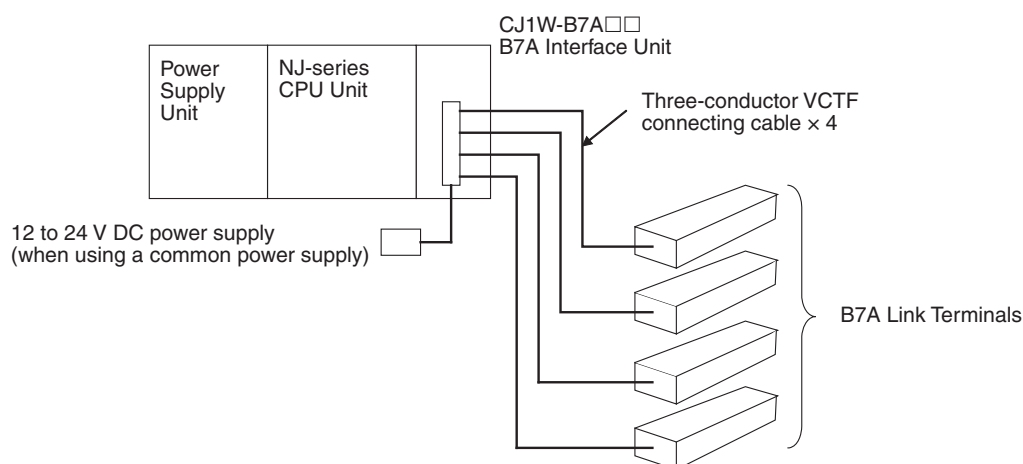 CJ1W-B7A□□
B7A Interface Unit
Power
Supply
Unit
NJ-series
CPU Unit
Three-conductor VCTF
connecting cable × 4
12 to 24 V DC power supply
(when using a common power supply)
B7A Link Terminals